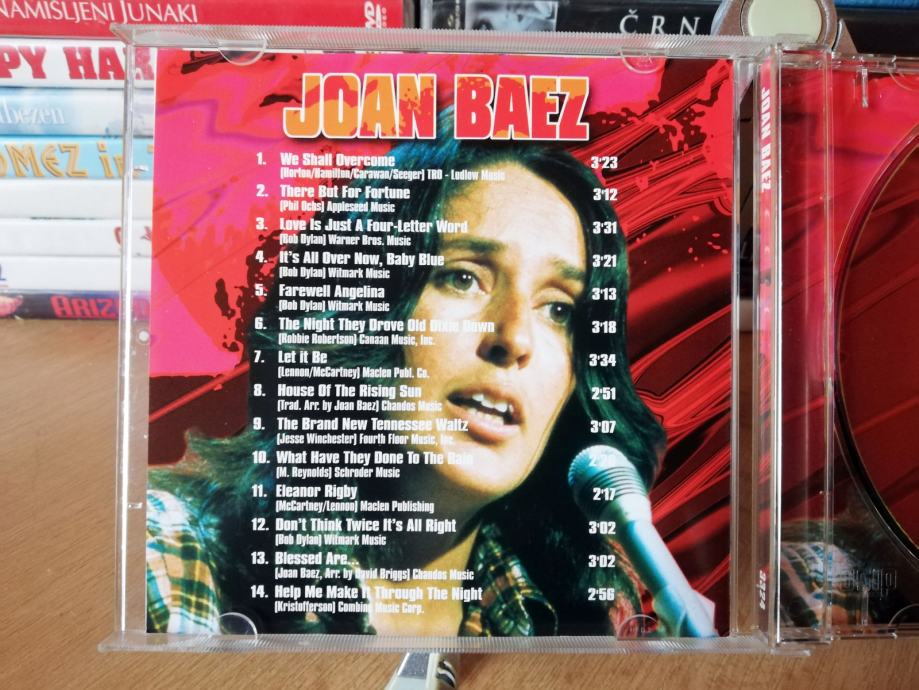 NAMISLJENI JUNAKI
DVD
VIDEO
ČRN
PY HAR
bezen
OMEZ in
ARIZO
JOAN BAEZ
1. We Shall Overcome 3'23
[Horton/Hamilton/Carawan/Seeger] TRO - Ludlow Music
2. There But For Fortune 3'12
[Phil Ochs] Appleseed Music
3. Love Is Just A Four-Letter Word 3'31
[Bob Dylan] Warner Bros. Music
4. It's All Over Now, Baby Blue 3'21
[Bob Dylan] Witmark Music
5. Farewell Angelina 3'13
[Bob Dylan] Witmark Music
6. The Night They Drove Old Dixie Down 3'18
[Robbie Robertson] Canaan Music, Inc.
7. Let it Be 3'34
[Lennon/McCartney] Maclen Publ. Co.
8. House Of The Rising Sun 2'51
[Trad. Arr. by Joan Baez] Chandos Music
9. The Brand New Tennessee Waltz 3'07
[Jesse Winchester] Fourth Floor Music, Inc.
10. What Have They Done To The Rain
[M. Reynolds] Schroder Music
11. Eleanor Rigby 2'17
[McCartney/Lennon] Maclen Publishing
12. Don't Think Twice It's All Right 3'02
[Bob Dylan] Witmark Music
13. Blessed Are... 3'02
[Joan Baez, Arr. by David Briggs] Chandos Music
14. Help Me Make It Through The Night 2'56
[Kristofferson] Combine Music Corp.
JOAN BAEZ
3324